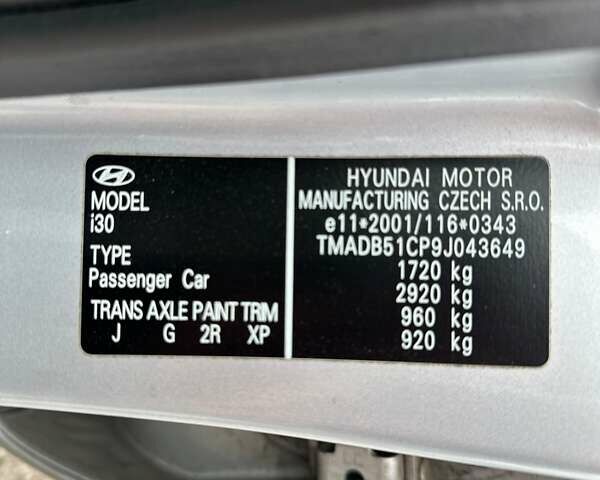 MODEL
i30
TYPE
Passenger Car
TRANS AXLE PAINT TRIM
J G 2R XP
HYUNDAI MOTOR
MANUFACTURING CZECH S.R.O.
e11*2001/116*0343
TMADB51CP9J043649
1720 kg
2920 kg
960 kg
920 kg